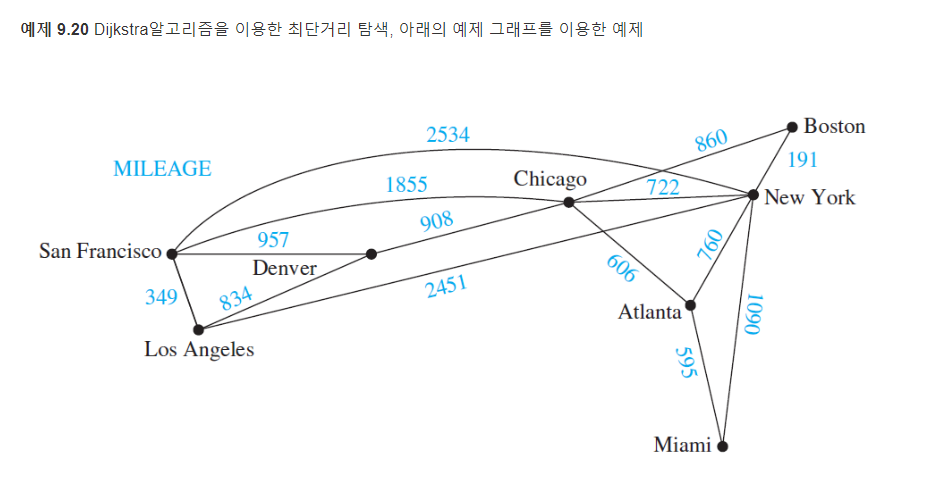 예제 9.20 Dijkstra알고리즘을 이용한 최단거리 탐색, 아래의 예제 그래프를 이용한 예제
MILEAGE
2534
860
Boston
191
1855
Chicago
722
New York
908
San Francisco
957
Denver
760
606
349
834
2451
Atlanta
1090
Los Angeles
595
Miami